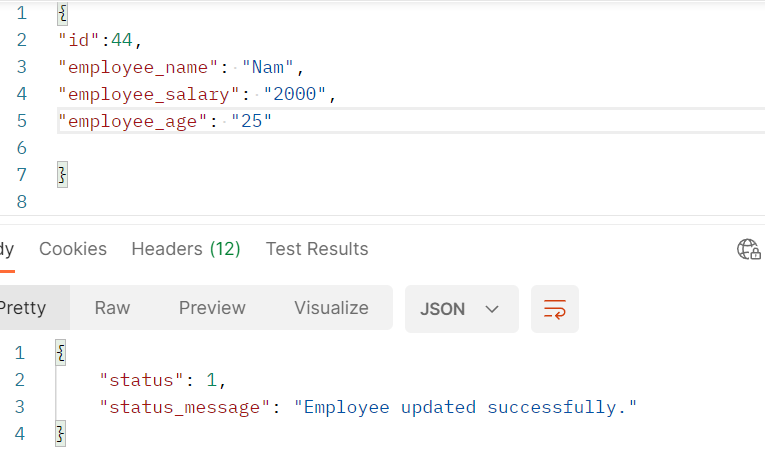 1 {
2 "id":44,
3 "employee_name": "Nam",
4 "employee_salary": "2000",
5 "employee_age": "25"
6
7 }
8
dy Cookies Headers (12) Test Results
Pretty Raw Preview Visualize JSON
1 {
2 "status": 1,
3 "status_message": "Employee updated successfully."
4 }